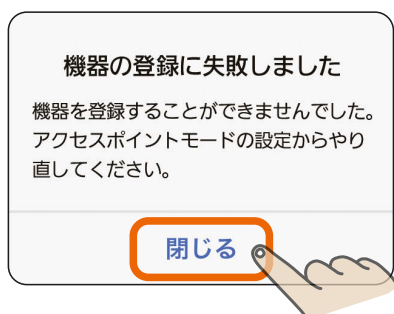 機器の登録に失敗しました
機器を登録することができませんでした。
アクセスポイントモードの設定からやり
直してください。
閉じる